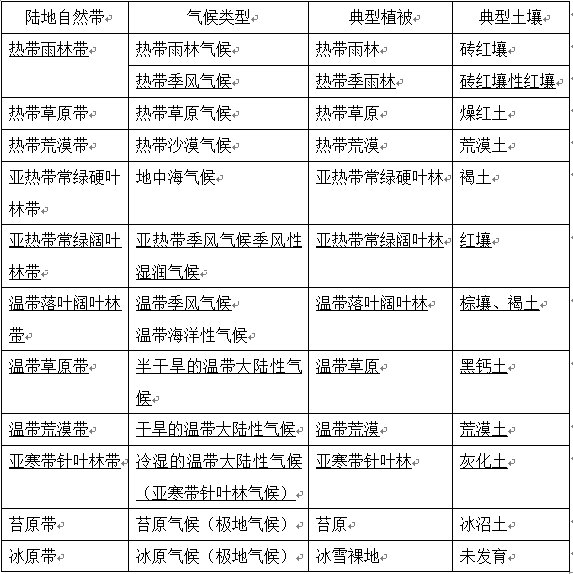 陆地自然带 气候类型 典型植被 典型土壤
热带雨林带 热带雨林气候 热带雨林 砖红壤
热带季风气候 热带季雨林 砖红壤性红壤
热带草原带 热带草原气候 热带草原 燥红土
热带荒漠带 热带沙漠气候 热带荒漠 荒漠土
亚热带常绿硬叶 地中海气候 亚热带常绿硬叶林 褐土
林带
亚热带常绿阔叶 亚热带季风气候季风性 亚热带常绿阔叶林 红壤
林带 湿润气候
温带落叶阔叶林 温带季风气候 温带落叶阔叶林 棕壤、褐土
带 温带海洋性气候
温带草原带 半干旱的温带大陆性气 温带草原 黑钙土
候
温带荒漠带 干旱的温带大陆性气候 温带荒漠 荒漠土
亚寒带针叶林带 冷湿的温带大陆性气候 亚寒带针叶林 灰化土
（亚寒带针叶林气候）
苔原带 苔原气候（极地气候） 苔原 冰沼土
冰原带 冰原气候（极地气候） 冰雪裸地 未发育